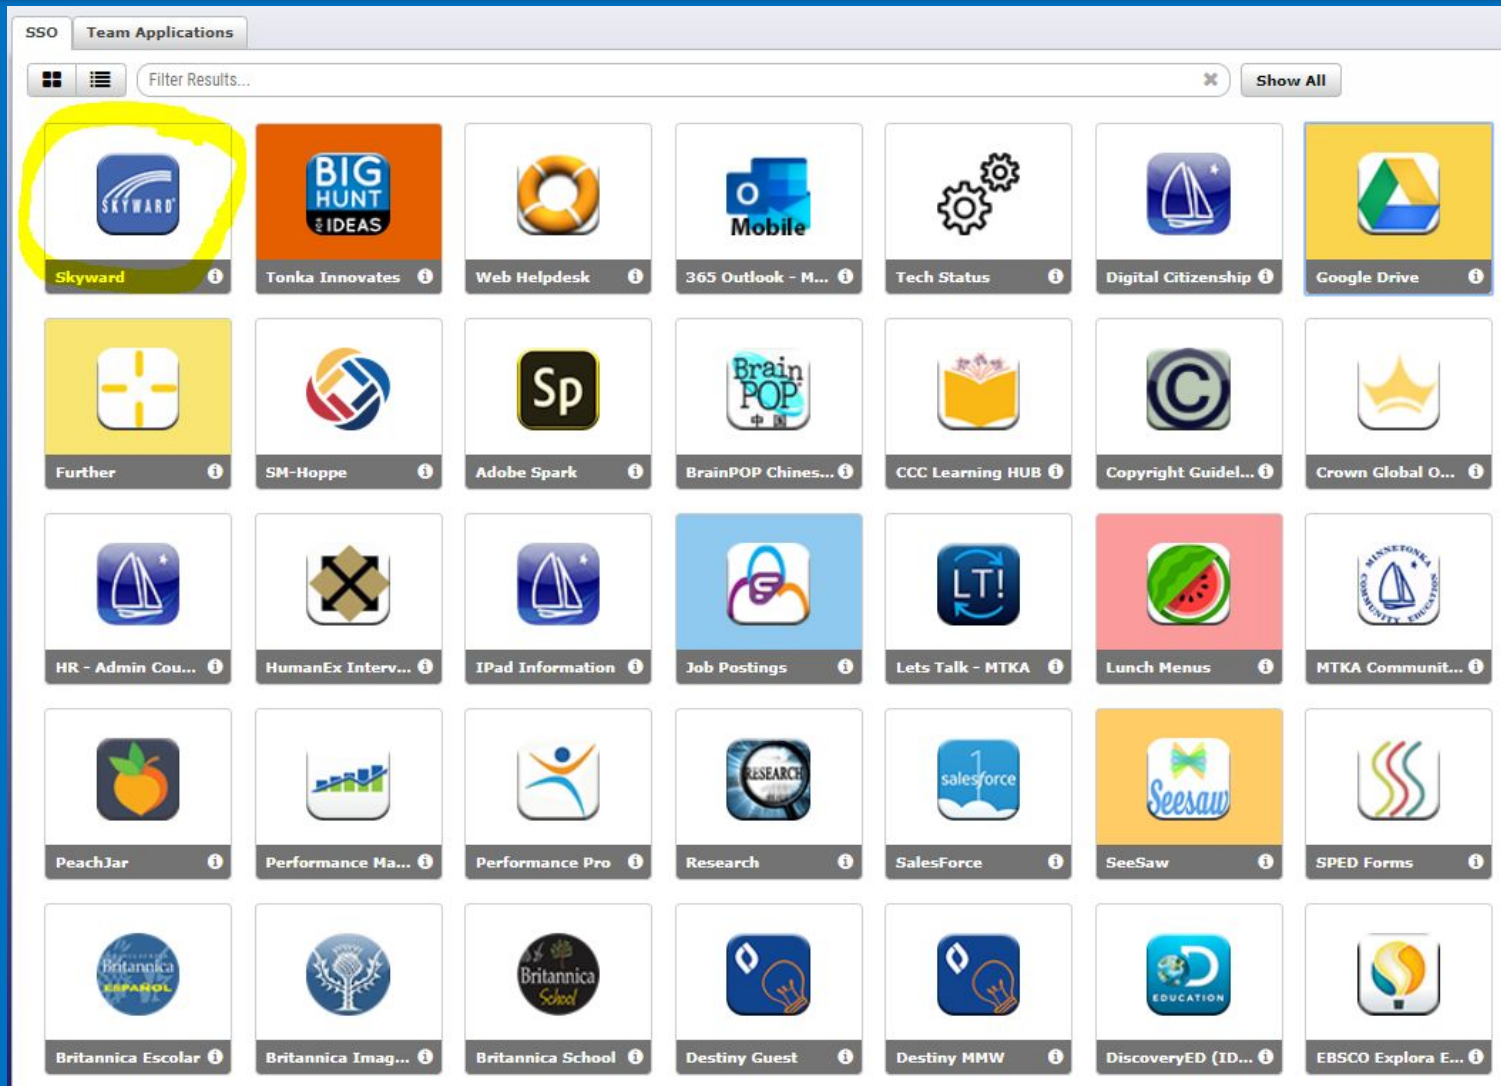 SSO Team Applications
Filter Results... Show All
SKYWARD
BIG
HUNT
FOR IDEAS
O
Mobile
Skyward
Tonka Innovates
Web Helpdesk
365 Outlook - M...
Tech Status
Digital Citizenship
Google Drive
Sp
Brain
POP
中国
C
Further
SM-Hoppe
Adobe Spark
BrainPOP Chines...
CCC Learning HUB
Copyright Guidel...
Crown Global O...
LT!
MINNETONKA
COMMUNITY EDUCATION
HR - Admin Cou...
HumanEx Interv...
IPad Information
Job Postings
Lets Talk - MTKA
Lunch Menus
MTKA Communit...
RESEARCH
1
salesforce
Seesaw
PeachJar
Performance Ma...
Performance Pro
Research
SalesForce
SeeSaw
SPED Forms
Britannica
ESPAÑOL
Britannica
School
D
EDUCATION
Britannica Escolar
Britannica Imag...
Britannica School
Destiny Guest
Destiny MMW
DiscoveryED (ID...
EBSCO Explora E...